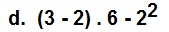 d. (3 - 2) . 6 - 2²